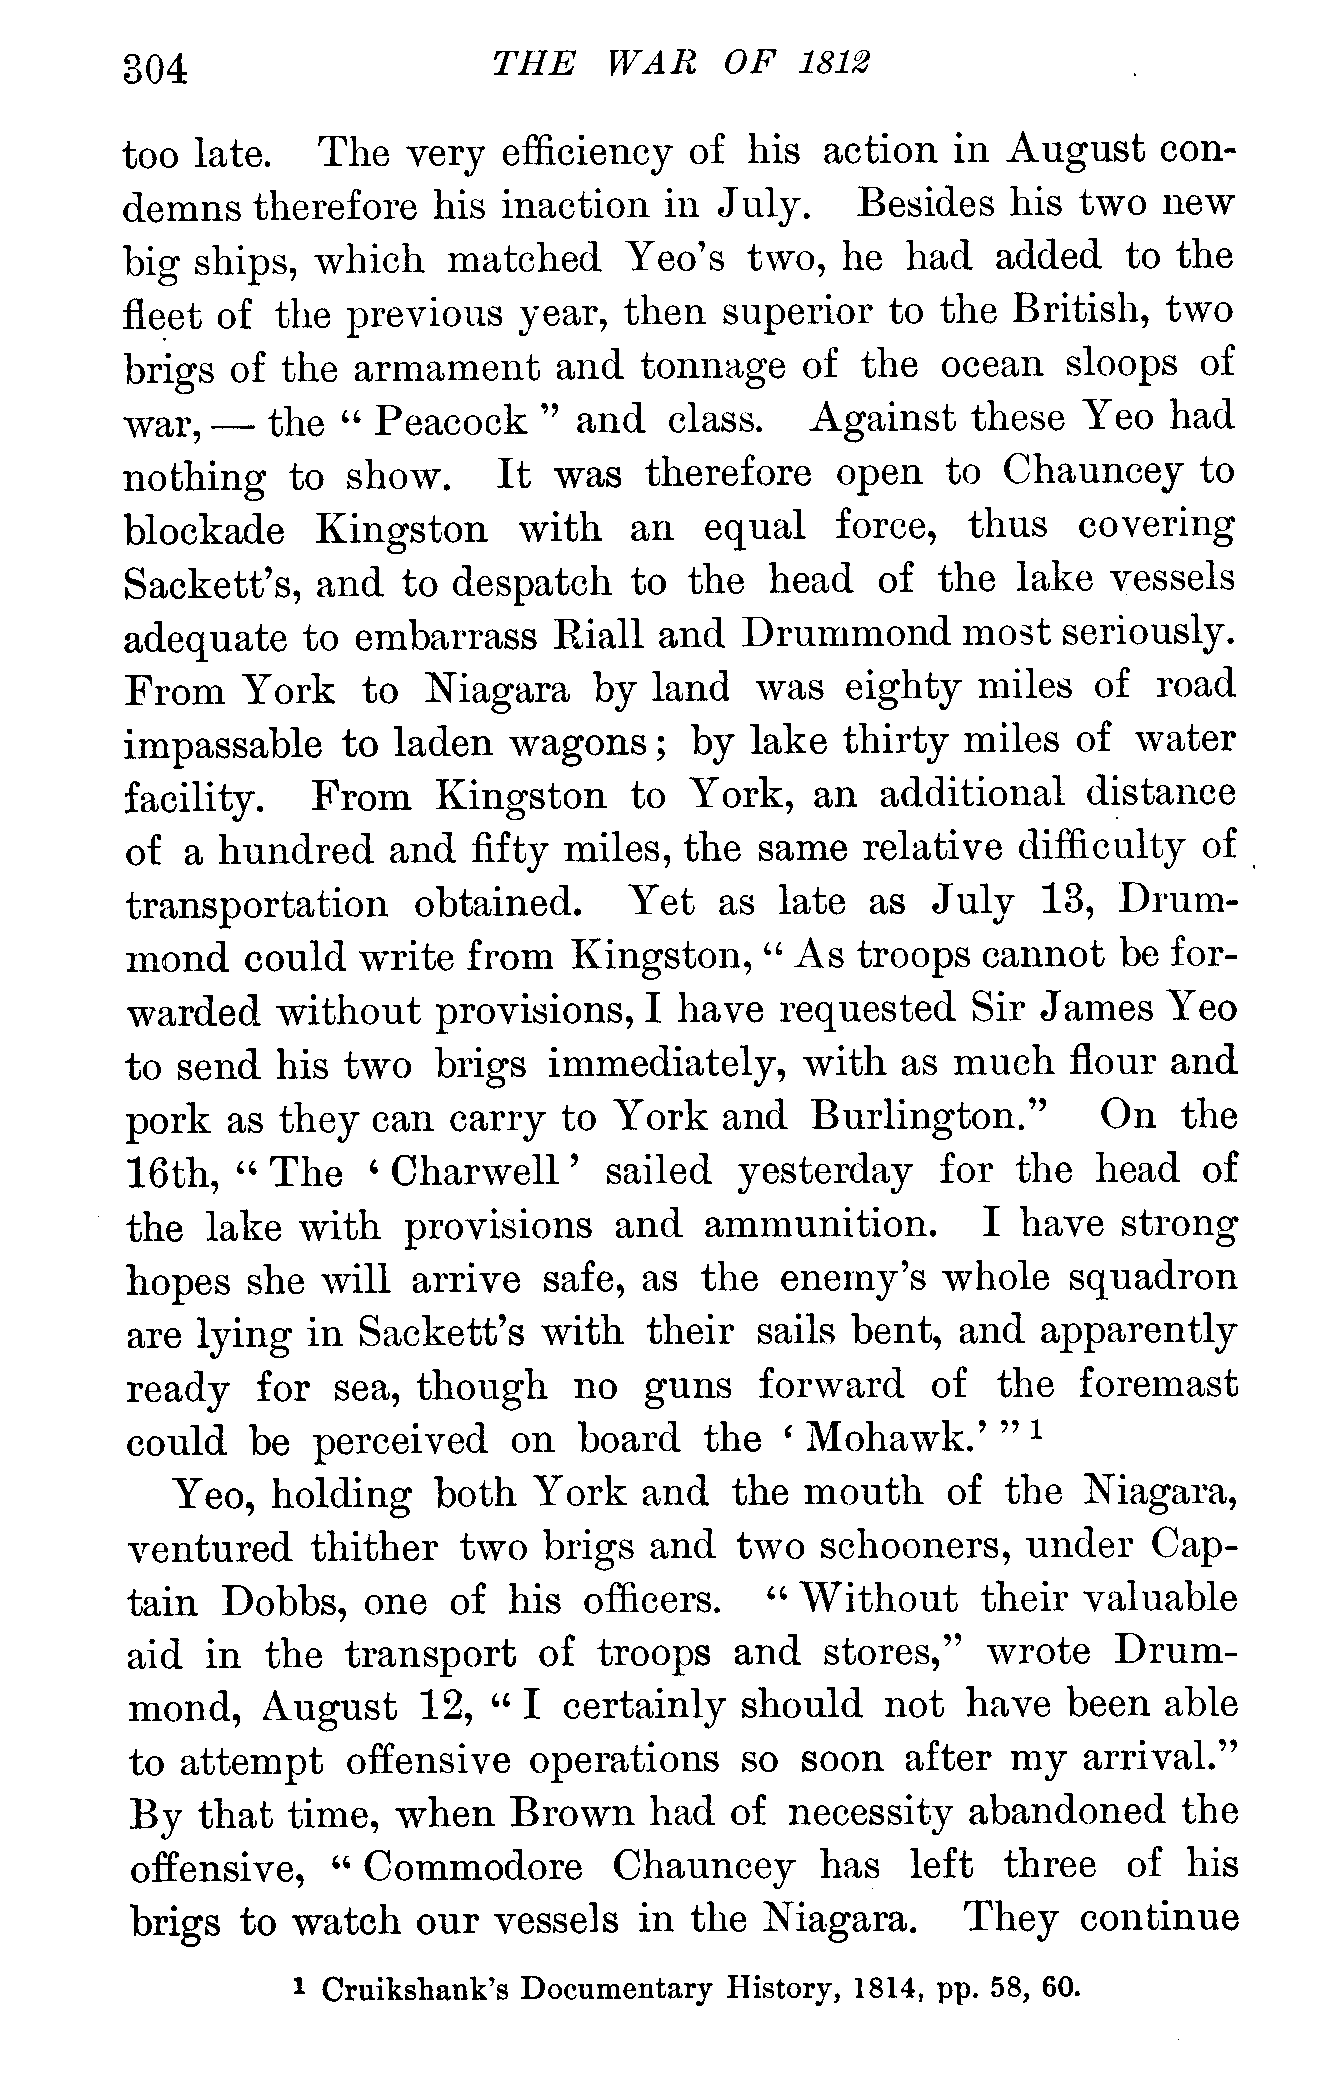 304 THE WAR OF 1812
too late. The very efficiency of his action in August con-
demns therefore his inaction in July. Besides his two new
big ships, which matched Yeo's two, he had added to the
fleet of the previous year, then superior to the British, two
brigs of the armament and tonnage of the ocean sloops of
war, — the “ Peacock ” and class. Against these Yeo had
nothing to show. It was therefore open to Chauncey to
blockade Kingston with an equal force, thus covering
Sackett's, and to despatch to the head of the lake vessels
adequate to embarrass Riall and Drummond most seriously.
From York to Niagara by land was eighty miles of road
impassable to laden wagons ; by lake thirty miles of water
facility. From Kingston to York, an additional distance
of a hundred and fifty miles, the same relative difficulty of
transportation obtained. Yet as late as July 13, Drum-
mond could write from Kingston, “ As troops cannot be for-
warded without provisions, I have requested Sir James Yeo
to send his two brigs immediately, with as much flour and
pork as they can carry to York and Burlington.” On the
16th, “ The ‘ Charwell ’ sailed yesterday for the head of
the lake with provisions and ammunition. I have strong
hopes she will arrive safe, as the enemy's whole squadron
are lying in Sackett's with their sails bent, and apparently
ready for sea, though no guns forward of the foremast
could be perceived on board the ‘ Mohawk.’ ” 1
Yeo, holding both York and the mouth of the Niagara,
ventured thither two brigs and two schooners, under Cap-
tain Dobbs, one of his officers. “ Without their valuable
aid in the transport of troops and stores,” wrote Drum-
mond, August 12, “ I certainly should not have been able
to attempt offensive operations so soon after my arrival.”
By that time, when Brown had of necessity abandoned the
offensive, “ Commodore Chauncey has left three of his
brigs to watch our vessels in the Niagara. They continue
1 Cruikshank's Documentary History, 1814, pp. 58, 60.